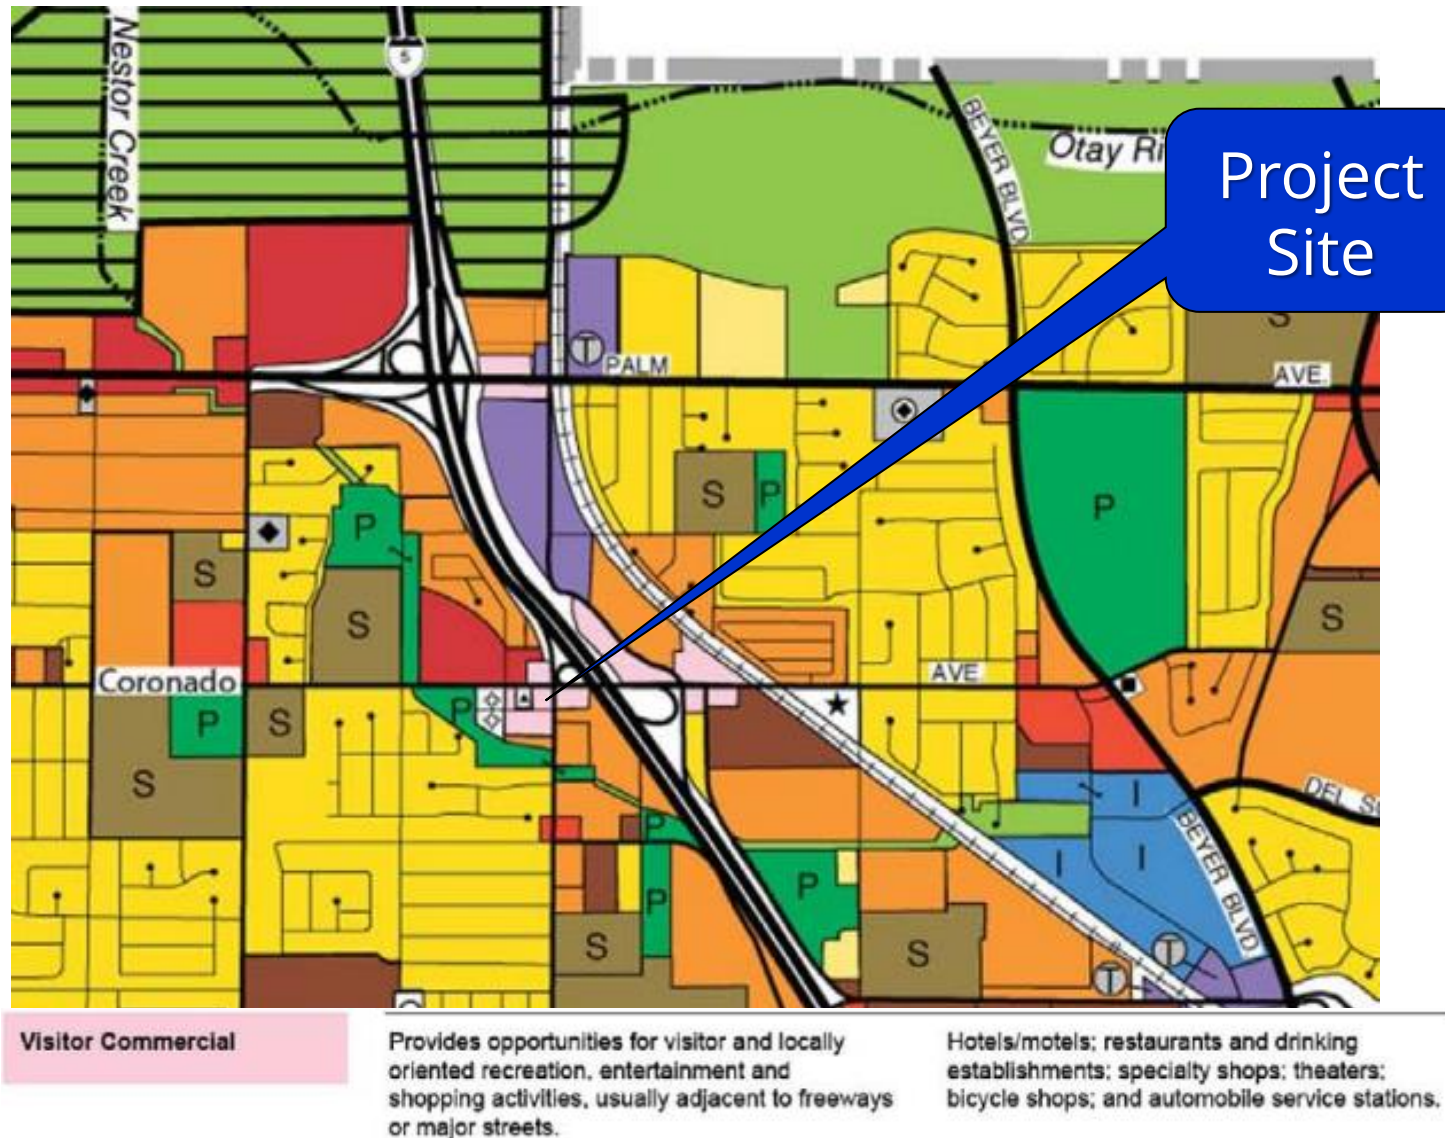 Nestor Creek
5
BEYER BLVD.
Otay Ri
Project
Site
S
T
PALM
AVE.
S
P
P
P
S
S
S
S
Coronado
AVE.
P
P
S
S
DEL S
I
P
BEYER BLVD.
I
I
P
P
S
S
T
T
Visitor Commercial
Provides opportunities for visitor and locally
oriented recreation, entertainment and
shopping activities, usually adjacent to freeways
or major streets.
Hotels/motels; restaurants and drinking
establishments; specialty shops; theaters;
bicycle shops; and automobile service stations.